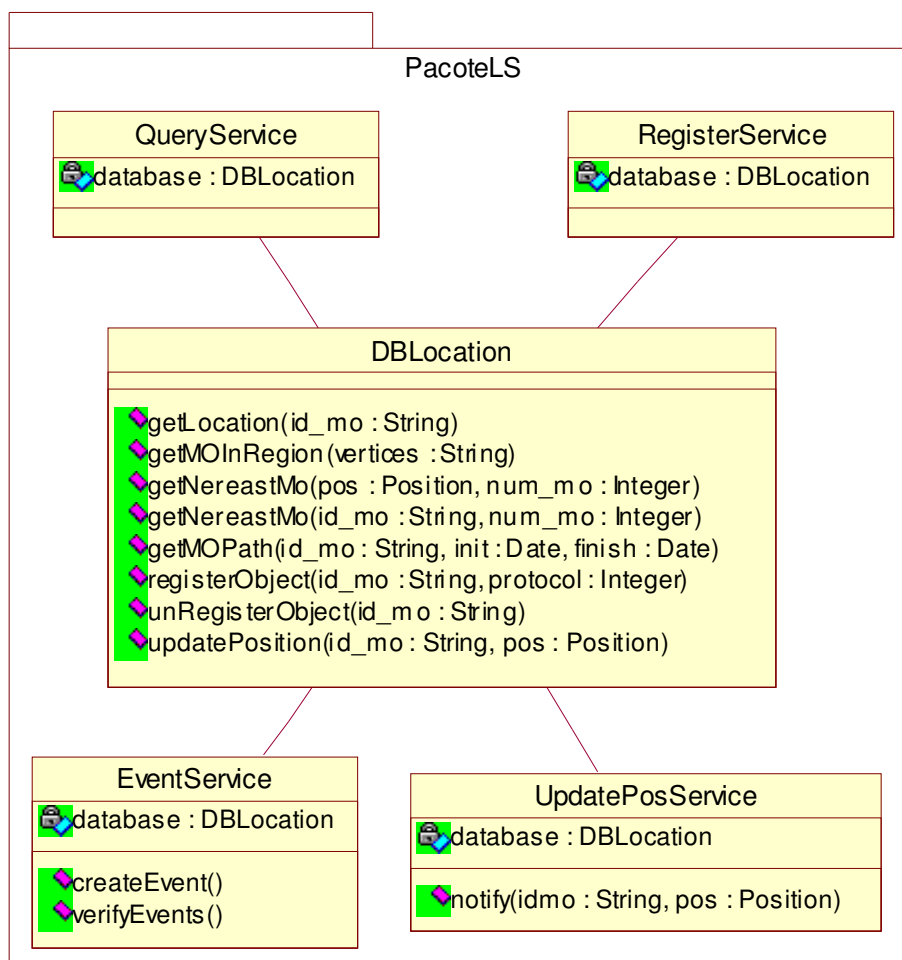 PacoteLS
QueryService
database : DBLocation
RegisterService
database : DBLocation
DBLocation
getLocation(id_mo : String)
getMOInRegion(vertices : String)
getNereastMo(pos : Position, num_mo : Integer)
getNereastMo(id_mo : String, num_mo : Integer)
getMOPath(id_mo : String, init : Date, finish : Date)
registerObject(id_mo : String, protocol : Integer)
unRegisterObject(id_mo : String)
updatePosition(id_mo : String, pos : Position)
EventService
database : DBLocation
createEvent()
verifyEvents()
UpdatePosService
database : DBLocation
notify(idmo : String, pos : Position)